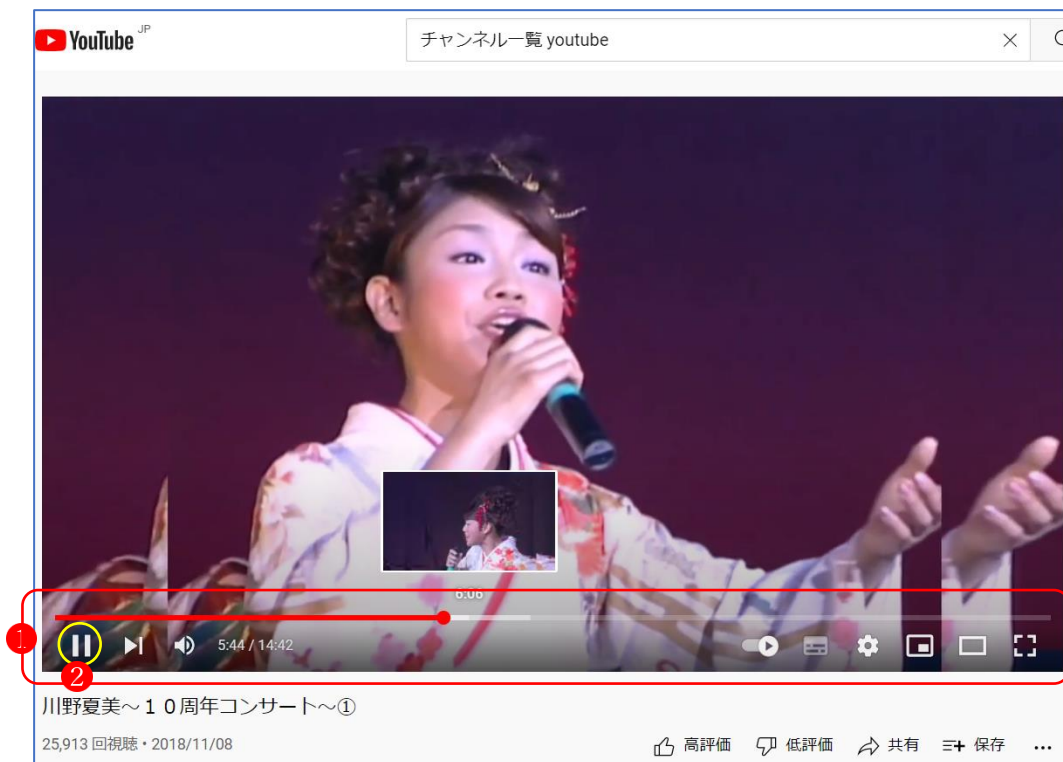 YouTube JP
チャンネル一覧 youtube
6:06
1
5:44 / 14:42
2
川野夏美~１０周年コンサート~①
25,913 回視聴・2018/11/08
高評価 低評価 共有 保存 …